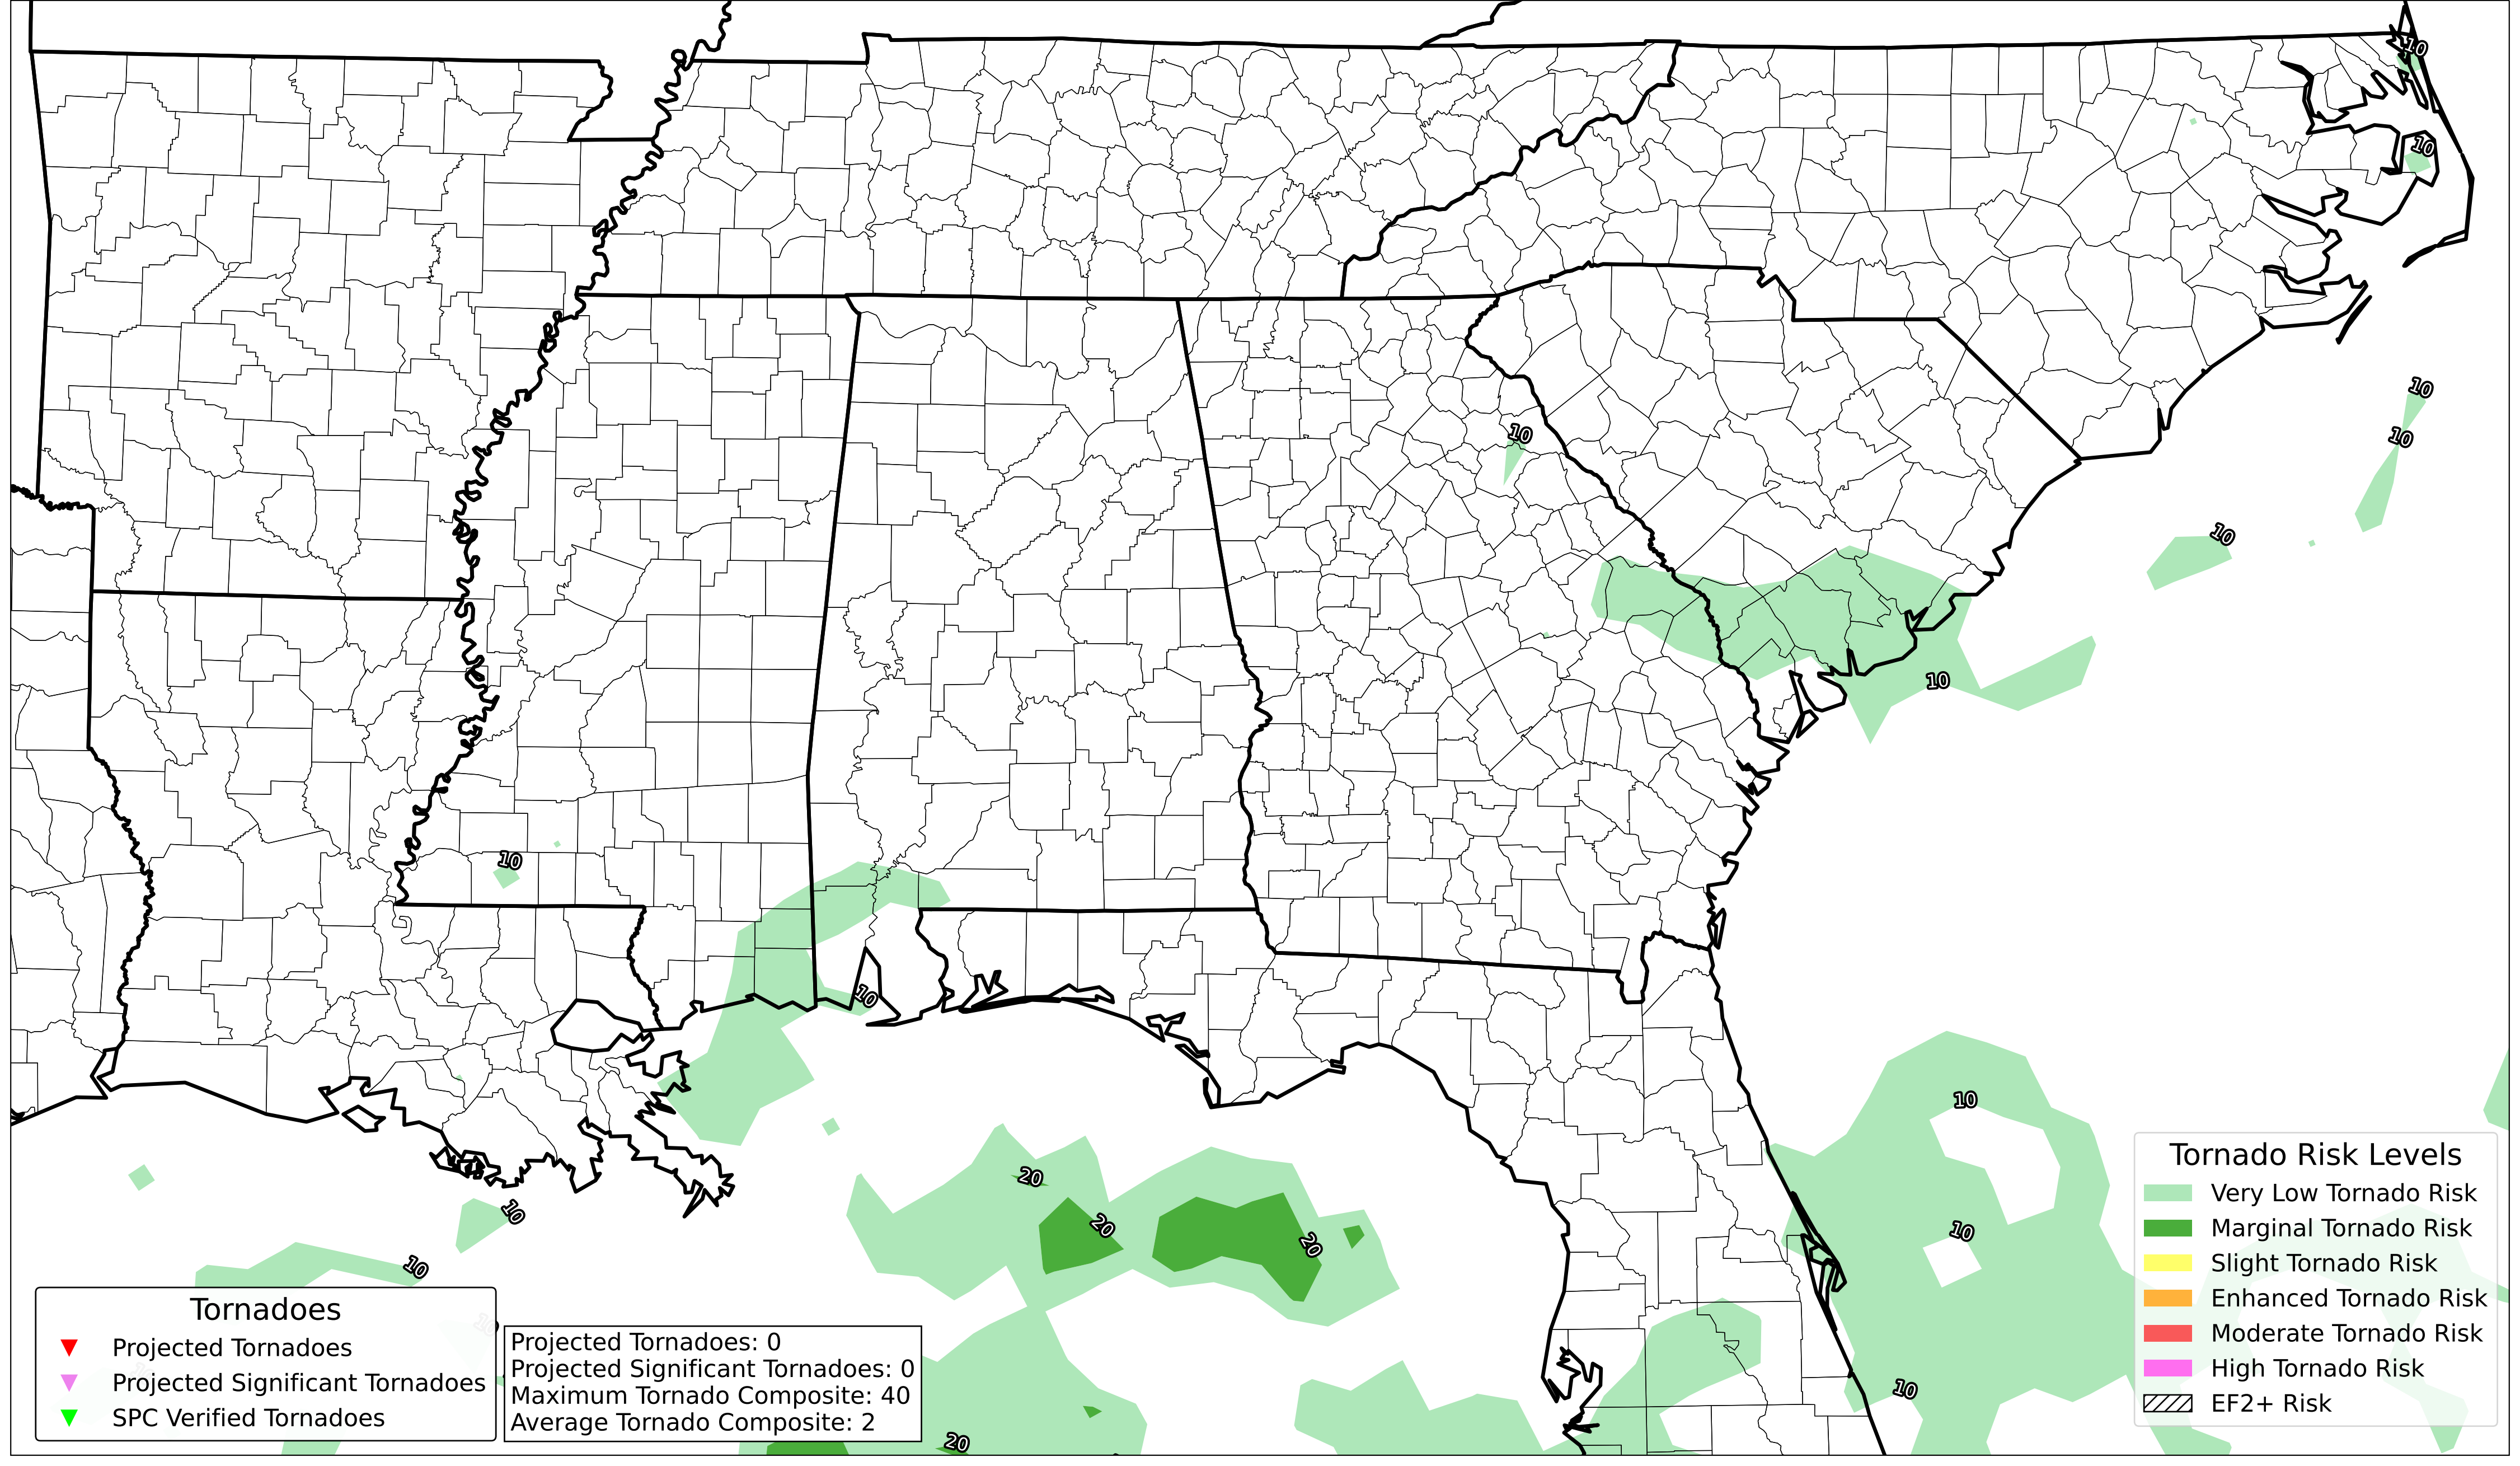 10
10
10
10
10
10
10
10
10
10
10
20
10
20
10
20
10
10
20
Tornadoes
Projected Tornadoes
Projected Significant Tornadoes
SPC Verified Tornadoes
Projected Tornadoes: 0
Projected Significant Tornadoes: 0
Maximum Tornado Composite: 40
Average Tornado Composite: 2
Tornado Risk Levels
Very Low Tornado Risk
Marginal Tornado Risk
Slight Tornado Risk
Enhanced Tornado Risk
Moderate Tornado Risk
High Tornado Risk
EF2+ Risk